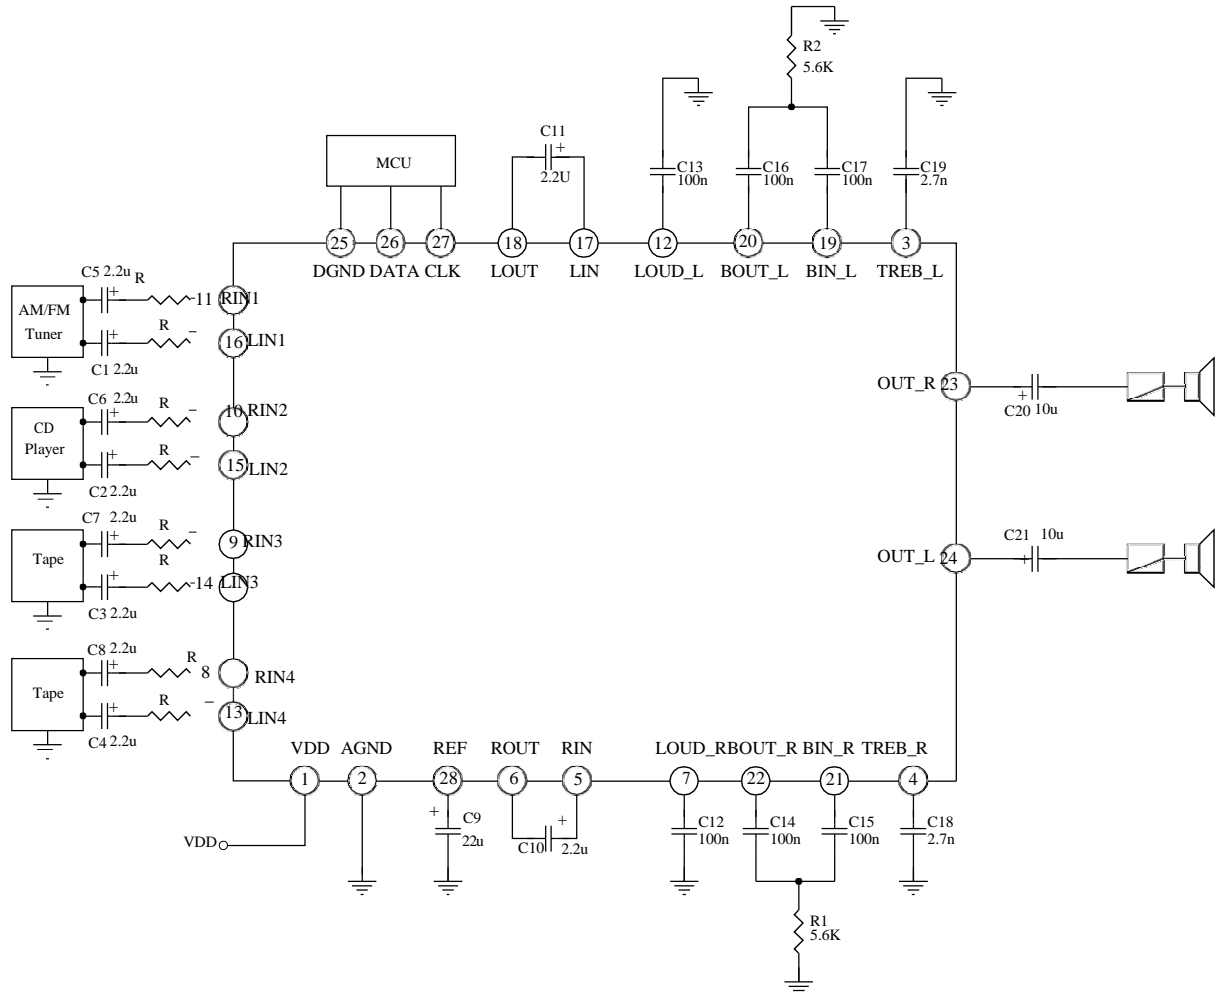 R2
5.6K
C11
+
2.2U
MCU
C13
100n
C16
100n
C17
100n
C19
2.7n
25
26
27
18
17
12
20
19
3
DGND DATA CLK
LOUT
LIN
LOUD_L
BOUT_L
BIN_L
TREB_L
C5 2.2u R
+
-11 RIN1
AM/FM
Tuner
R
+
16 LIN1
C1 2.2u
C6 2.2u
R
+
10 RIN2
CD
Player
R
+
15 LIN2
C2 2.2u
OUT_R 23
+
C20 10u
C7 2.2u
R
+
9 RIN3
Tape
R
+
-14 LIN3
C3 2.2u
OUT_L 24
C21 10u
+
C8 2.2u
R
+
8
RIN4
Tape
R
+
13 LIN4
C4 2.2u
VDD
AGND
REF
ROUT
RIN
LOUD_R BOUT_R BIN_R TREB_R
1
2
28
6
5
7
22
21
4
VDD
+
C9
22u
+
C10 2.2u
C12
100n
C14
100n
C15
100n
C18
2.7n
R1
5.6K